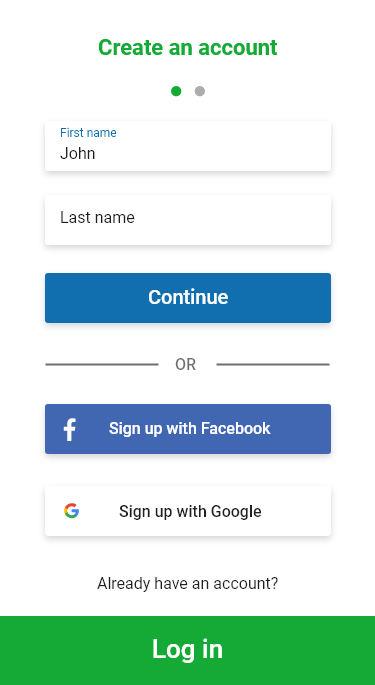 Create an account
First name
John
Last name
Continue
OR
Sign up with Facebook
Sign up with Google
Already have an account?
Log in